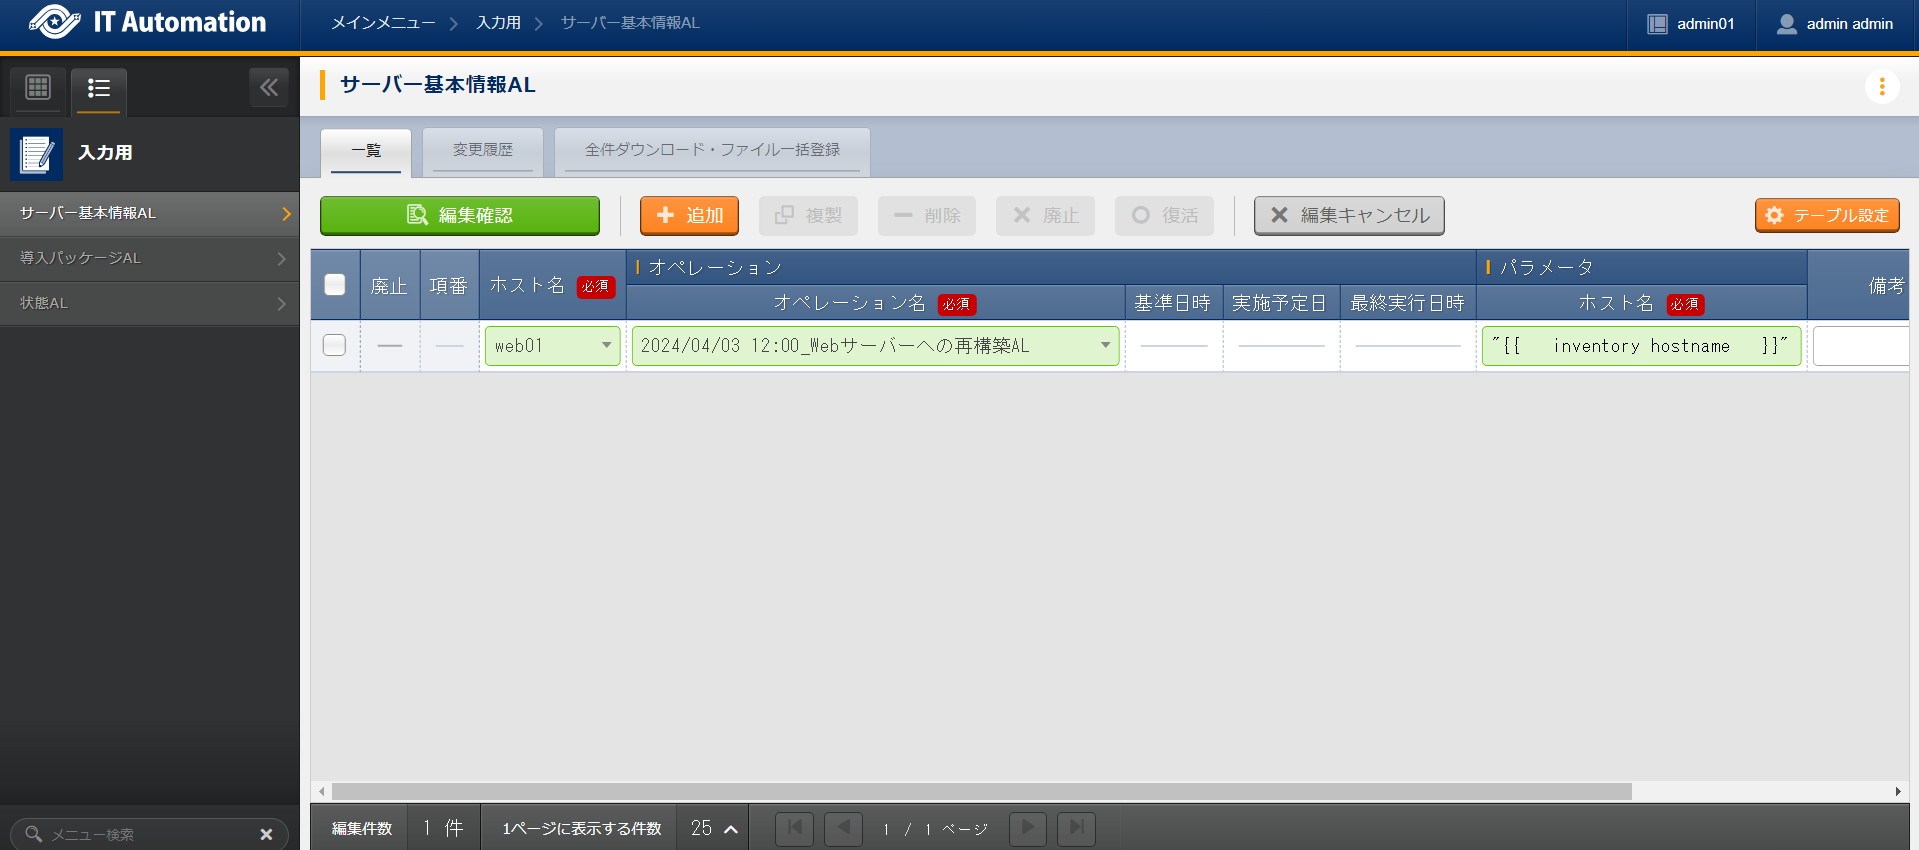 IT Automation
メインメニュー 入力用 サーバー基本情報AL
admin01
admin admin
入力用
サーバー基本情報AL
導入パッケージAL
状態AL
メニュー検索
サーバー基本情報AL
一覧 変更履歴 全件ダウンロード・ファイル一括登録
編集確認 追加 複製 削除 廃止 復活 編集キャンセル テーブル設定
廃止 項番 ホスト名 必須 オペレーション パラメータ 備考
オペレーション名 必須 基準日時 実施予定日 最終実行日時 ホスト名 必須
web01 2024/04/03 12:00_Webサーバーへの再構築AL "{{ inventory_hostname }}"
編集件数 1 件 1ページに表示する件数 25 1 / 1 ページ